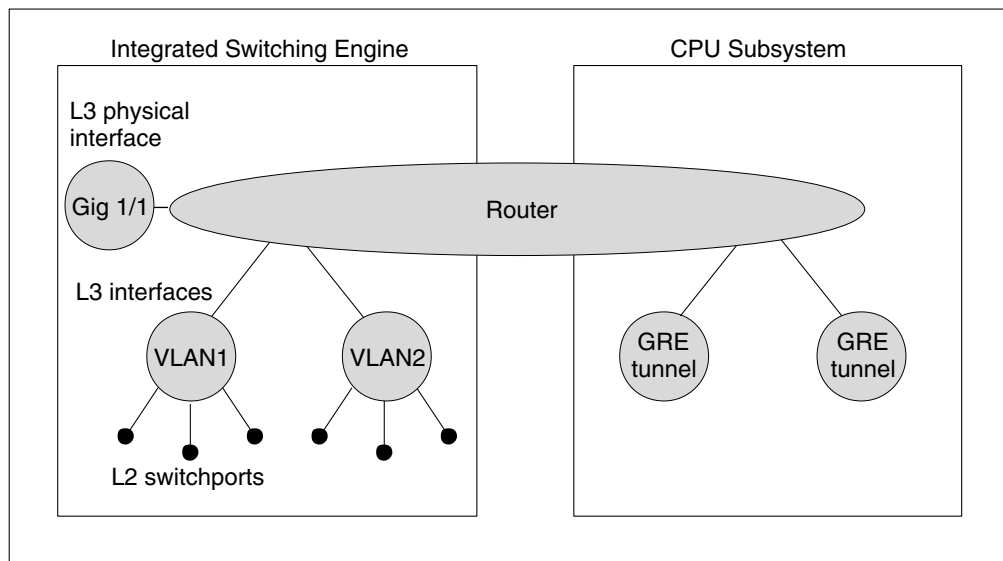 Integrated Switching Engine
CPU Subsystem
L3 physical
interface
Gig 1/1
Router
L3 interfaces
VLAN1
VLAN2
GRE
tunnel
GRE
tunnel
L2 switchports